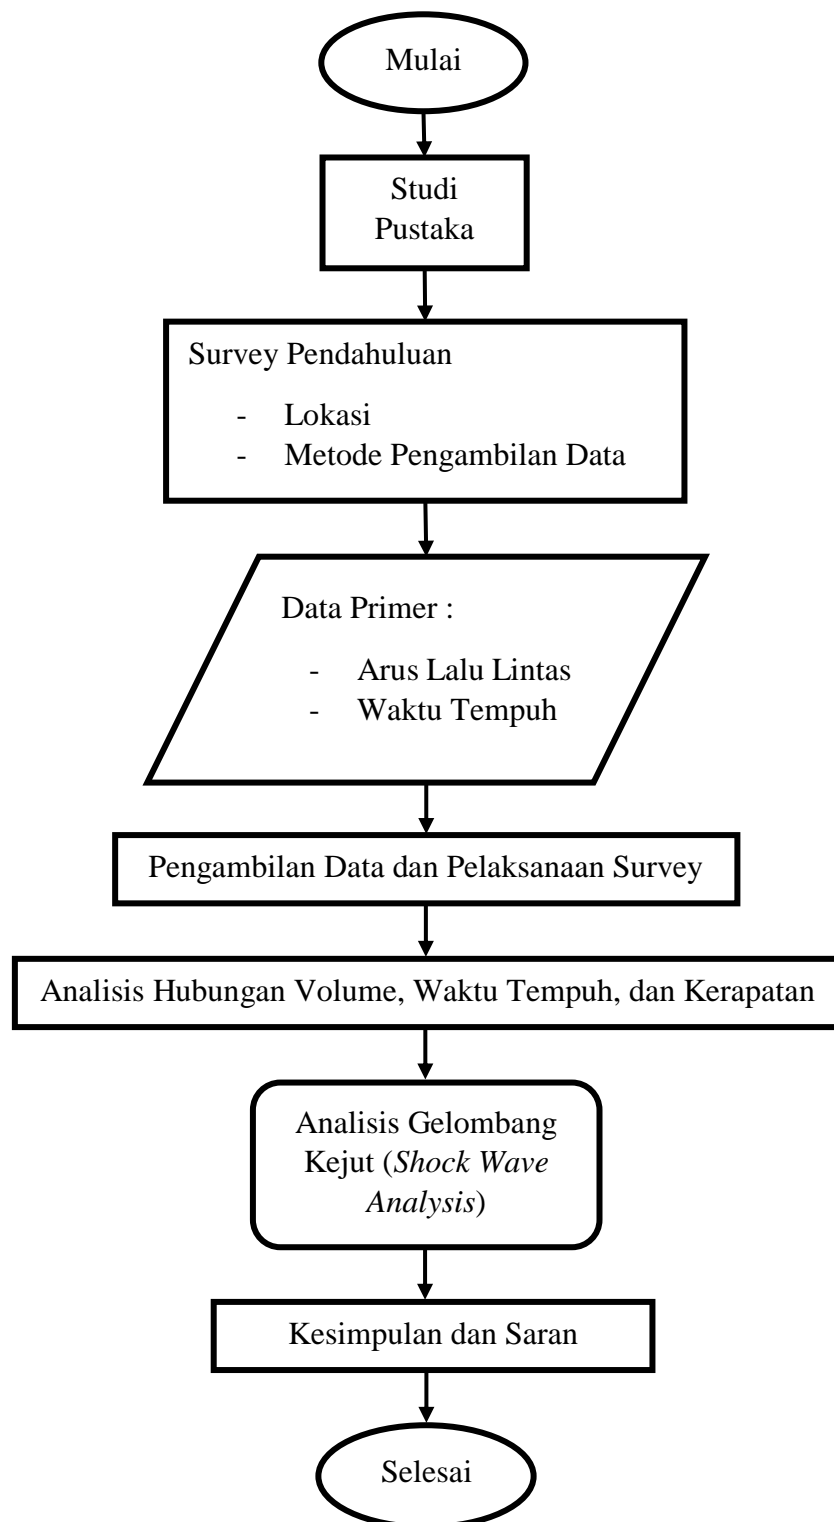 Mulai
Studi
Pustaka
Survey Pendahuluan
- Lokasi
- Metode Pengambilan Data
Data Primer :
- Arus Lalu Lintas
- Waktu Tempuh
Pengambilan Data dan Pelaksanaan Survey
Analisis Hubungan Volume, Waktu Tempuh, dan Kerapatan
Analisis Gelombang
Kejut (Shock Wave
Analysis)
Kesimpulan dan Saran
Selesai